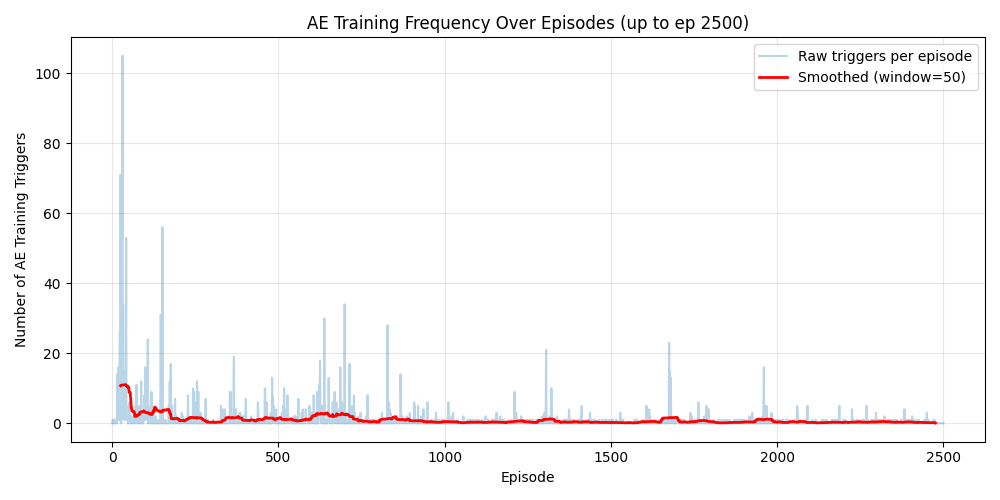 AE Training Frequency Over Episodes (up to ep 2500)
Raw triggers per episode
Smoothed (window=50)
Number of AE Training Triggers
100
80
60
40
20
0
0
500
1000
1500
2000
2500
Episode